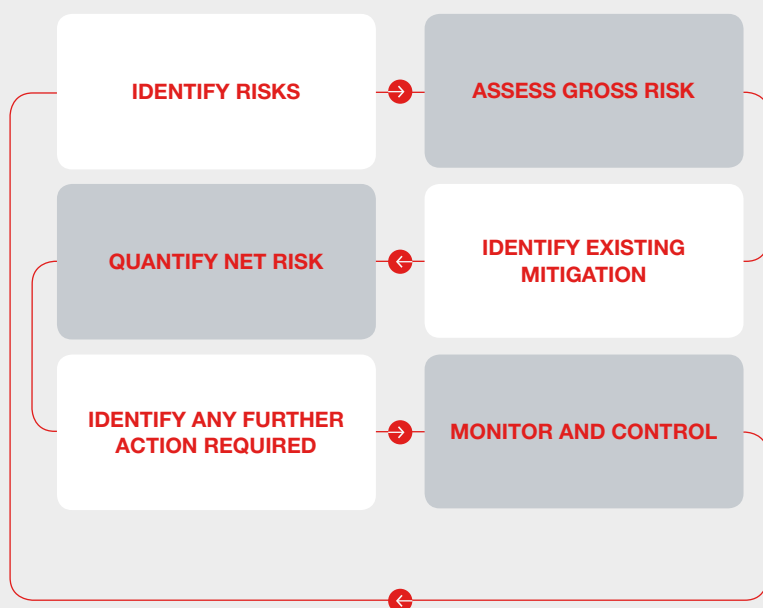 IDENTIFY RISKS
ASSESS GROSS RISK
QUANTIFY NET RISK
IDENTIFY EXISTING
MITIGATION
IDENTIFY ANY FURTHER
ACTION REQUIRED
MONITOR AND CONTROL